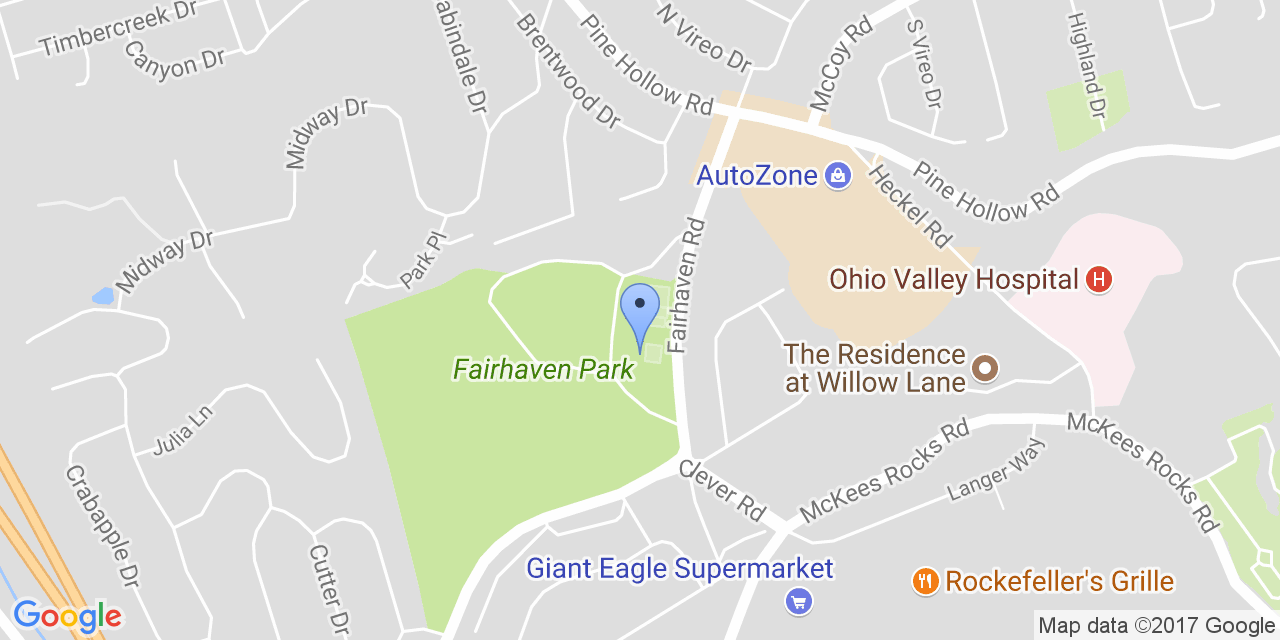 Timbercreek Dr
Canyon Dr
abindale Dr
Brentwood Dr
Pine Hollow Rd
N Vireo Dr
McCoy Rd
S Vireo Dr
Highland Dr
Midway Dr
AutoZone
Heckel Rd
Pine Hollow Rd
Midway Dr
Park Pl
Fairhaven Rd
Ohio Valley Hospital
H
Fairhaven Park
The Residence
at Willow Lane
Julia Ln
McKees Rocks Rd
McKees Rocks Rd
Crabapple Dr
Clever Rd
Langer Way
Cutter Dr
Giant Eagle Supermarket
Rockefeller's Grille
Google
Map data ©2017 Google